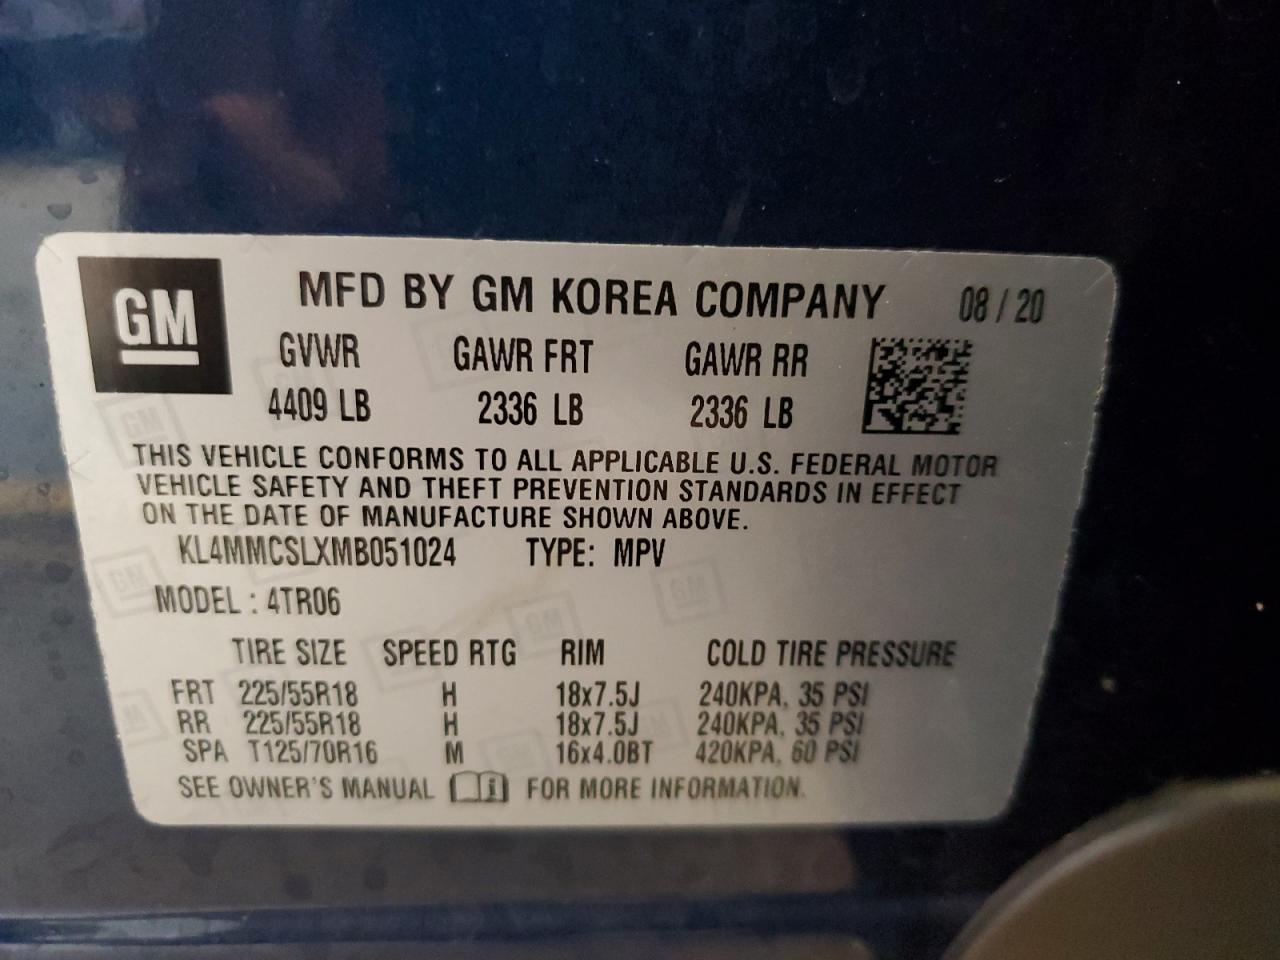 GM
MFD BY GM KOREA COMPANY 08 / 20
GVWR GAWR FRT GAWR RR
4409 LB 2336 LB 2336 LB
THIS VEHICLE CONFORMS TO ALL APPLICABLE U.S. FEDERAL MOTOR
VEHICLE SAFETY AND THEFT PREVENTION STANDARDS IN EFFECT
ON THE DATE OF MANUFACTURE SHOWN ABOVE.
KL4MMCSLXMB051024 TYPE: MPV
MODEL : 4TR06
TIRE SIZE SPEED RTG RIM COLD TIRE PRESSURE
FRT 225/55R18 H 18x7.5J 240KPA, 35 PSI
RR 225/55R18 H 18x7.5J 240KPA, 35 PSI
SPA T125/70R16 M 16x4.0BT 420KPA, 60 PSI
SEE OWNER'S MANUAL FOR MORE INFORMATION.